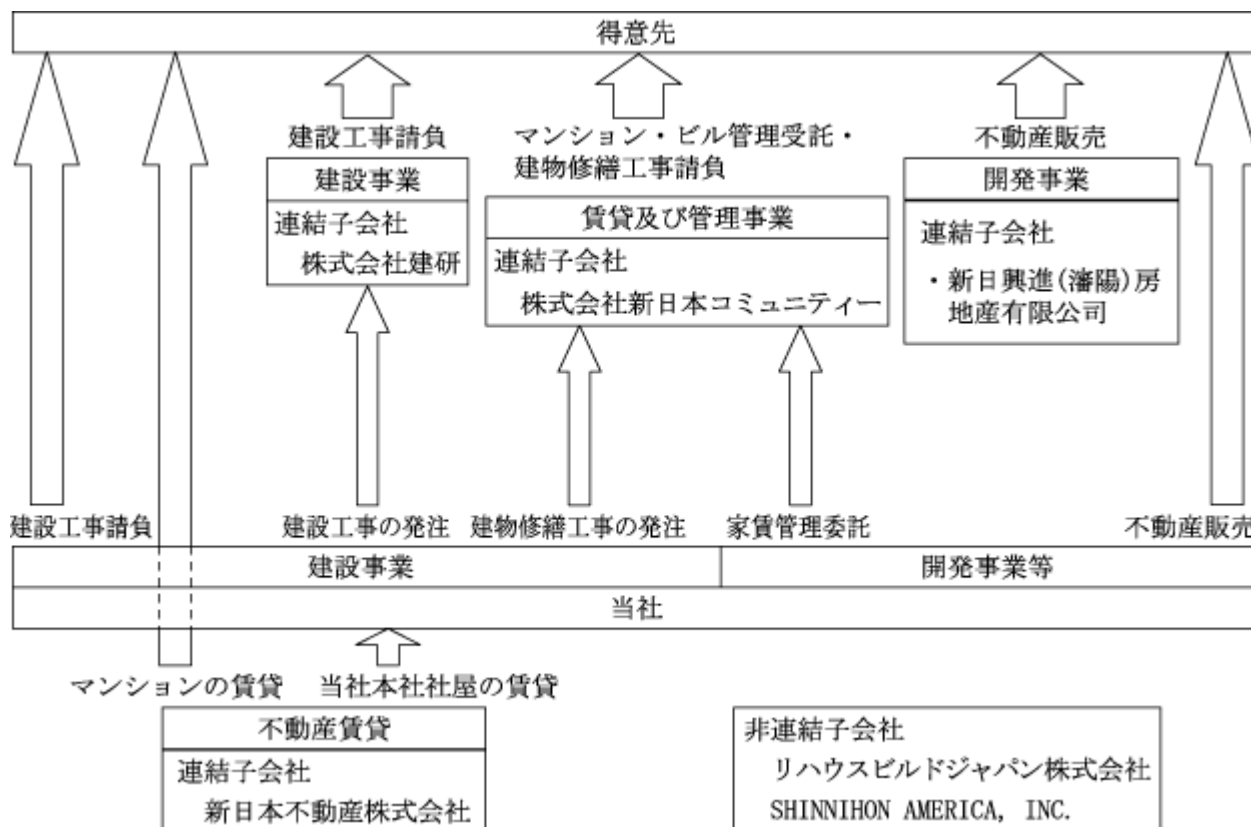 得意先
建設工事請負
マンション・ビル管理受託・
建物修繕工事請負
不動産販売
建設事業
連結子会社
株式会社建研
賃貸及び管理事業
連結子会社
株式会社新日本コミュニティー
開発事業
連結子会社
・新日興進(瀋陽)房
地産有限公司
建設工事請負
建設工事の発注
建物修繕工事の発注
家賃管理委託
不動産販売
建設事業
開発事業等
当社
マンションの賃貸
当社本社社屋の賃貸
不動産賃貸
連結子会社
新日本不動産株式会社
非連結子会社
リハウスビルドジャパン株式会社
SHINNIHON AMERICA, INC.